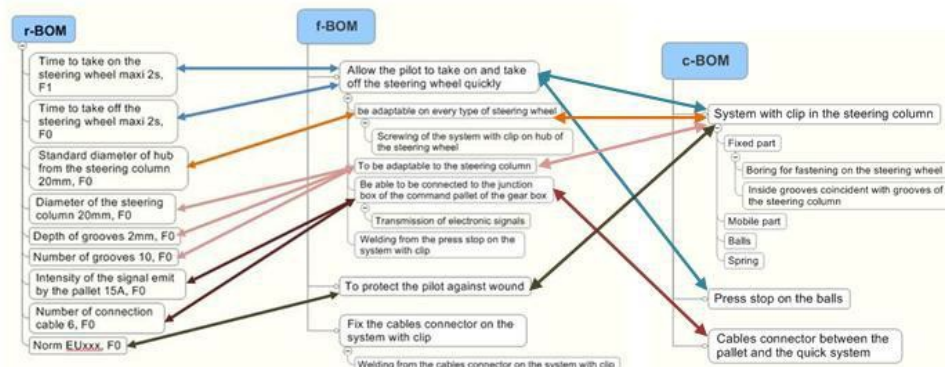 r-BOM
Time to take on the
steering wheel maxi 2s,
F1
Time to take off the
steering wheel maxi 2s,
F0
Standard diameter of hub
from the steering column
20mm, F0
Diameter of the steering
column 20mm, F0
Depth of grooves 2mm, F0
Number of grooves 10, F0
Intensity of the signal emit
by the pallet 15A, F0
Number of connection
cable 6, F0
Norm EUxxx, F0
f-BOM
Allow the pilot to take on and take
off the steering wheel quickly
be adaptable on every type of steering wheel
Screwing of the system with clip on hub of
the steering wheel
To be adaptable to the steering column
Be able to be connected to the junction
box of the command pallet of the gear box
Transmission of electronic signals
Welding from the press stop on the
system with clip
To protect the pilot against wound
Fix the cables connector on the
system with clip
Welding from the cables connector on the system with clip
c-BOM
System with clip in the steering column
Fixed part
Boring for fastening on the steering wheel
Inside grooves coincident with grooves of
the steering column
Mobile part
Balls
Spring
Press stop on the balls
Cables connector between the
pallet and the quick system